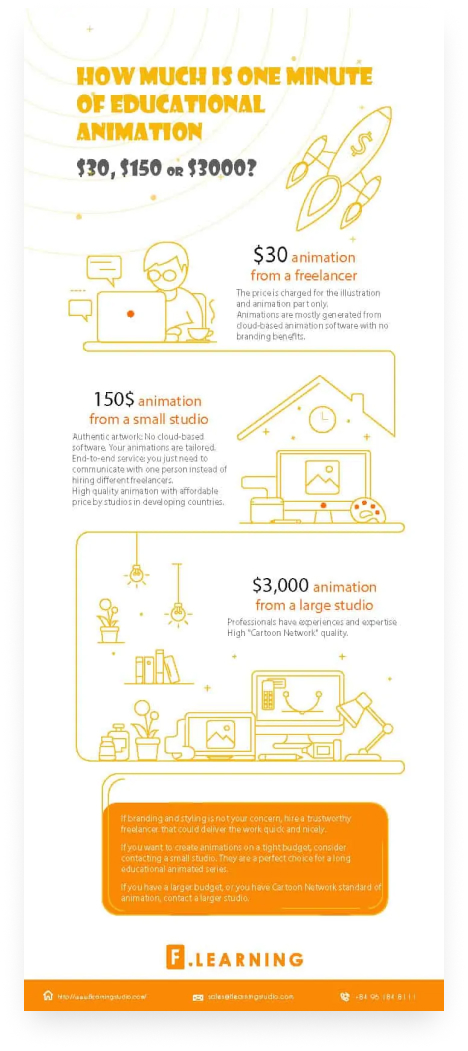 HOW MUCH IS ONE MINUTE
OF EDUCATIONAL
ANIMATION
$30, $150 OR $3000?
$30 animation
from a freelancer
The price is charged for the illustration
and animation part only.
Animations are mostly generated from
cloud-based animation software with no
branding benefits.
150$ animation
from a small studio
Authentic artwork: No cloud-based
software. Your animations are tailored.
End-to-end service: you just need to
communicate with one person instead of
hiring different freelancers.
High quality animation with affordable
price by studios in developing countries.
$3,000 animation
from a large studio
Professionals have experiences and expertise
High "Cartoon Network" quality.
If branding and styling is not your concern, hire a trustworthy
freelancer that could deliver the work quick and nicely.
If you want to create animations on a tight budget, consider
contacting a small studio. They are a perfect choice for a long
educational animated series.
If you have a larger budget, or you have Cartoon Network standard of
animation, contact a larger studio.
F.LEARNING
http://www.flearningstudio.com/
sales@flearningstudio.com
+84 96 184 8111